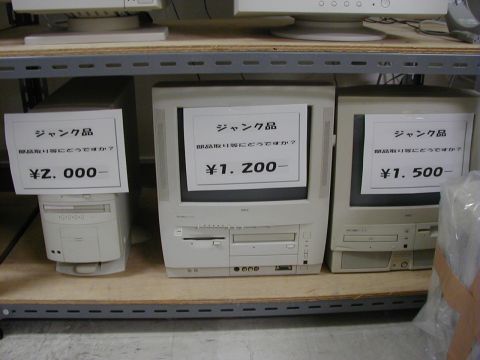 ジャンク品
部品取り等にどうですか?
¥2.000-
ジャンク品
部品取り等にどうですか?
¥1.200-
ジャンク品
部品取り等にどうですか?
¥1.500-
NEC